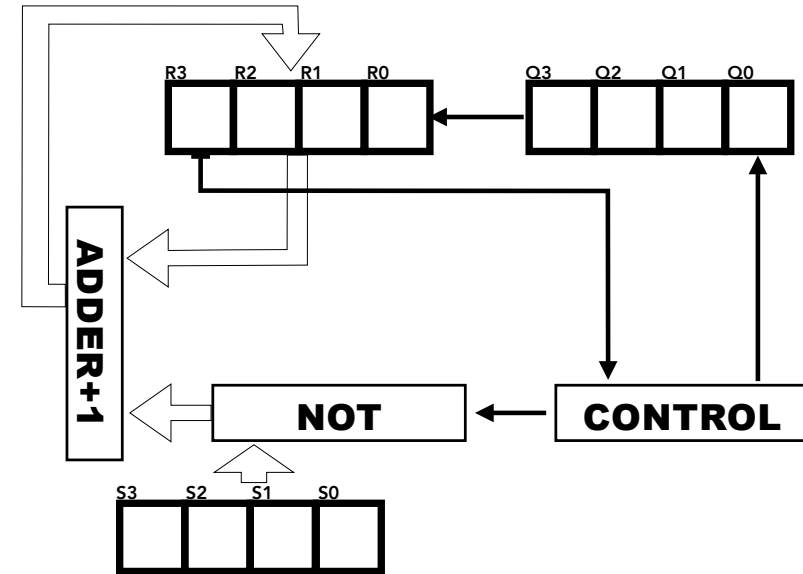 R3 R2 R1 R0 Q3 Q2 Q1 Q0
ADDER+1
NOT CONTROL
S3 S2 S1 S0